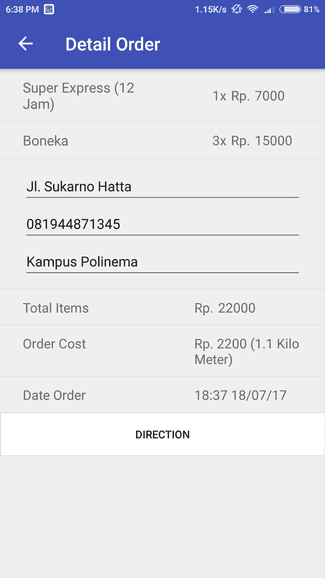 6:38 PM 1.15K/s 81%
Detail Order
Super Express (12
Jam) 1x Rp. 7000
Boneka 3x Rp. 15000
Jl. Sukarno Hatta
081944871345
Kampus Polinema
Total Items Rp. 22000
Order Cost Rp. 2200 (1.1 Kilo
Meter)
Date Order 18:37 18/07/17
DIRECTION